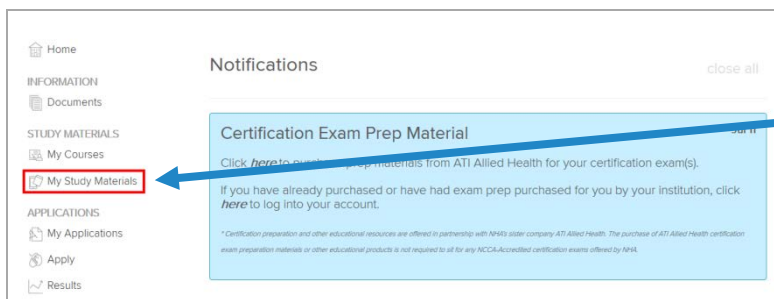 Home
INFORMATION
Documents
STUDY MATERIALS
My Courses
My Study Materials
APPLICATIONS
My Applications
Apply
Results
Notifications
close all
Certification Exam Prep Material
Click here to purchase prep materials from ATI Allied Health for your certification exam(s).
If you have already purchased or have had exam prep purchased for you by your institution, click
here to log into your account.
* Certification preparation and other educational resources are offered in partnership with NHA's sister company ATI Allied Health. The purchase of ATI Allied Health certification
exam preparation materials or other educational products is not required to sit for any NCCA-Accredited certification exams offered by NHA.